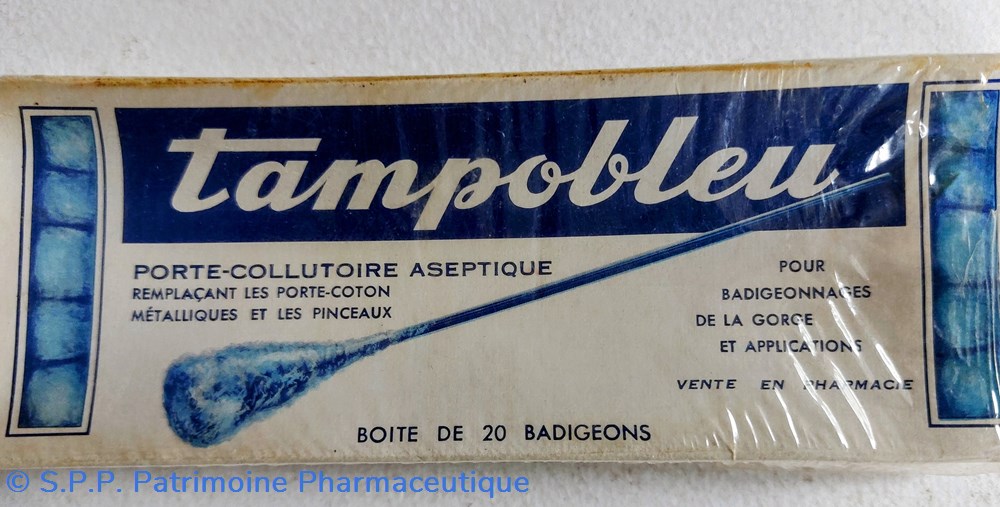 tampobleu
PORTE-COLLUTOIRE ASEPTIQUE
REMPLAÇANT LES PORTE-COTON
MÉTALLIQUES ET LES PINCEAUX
POUR
BADIGEONNAGES
DE LA GORGE
ET APPLICATIONS
VENTE EN PHARMACIE
BOITE DE 20 BADIGEONS
© S.P.P. Patrimoine Pharmaceutique